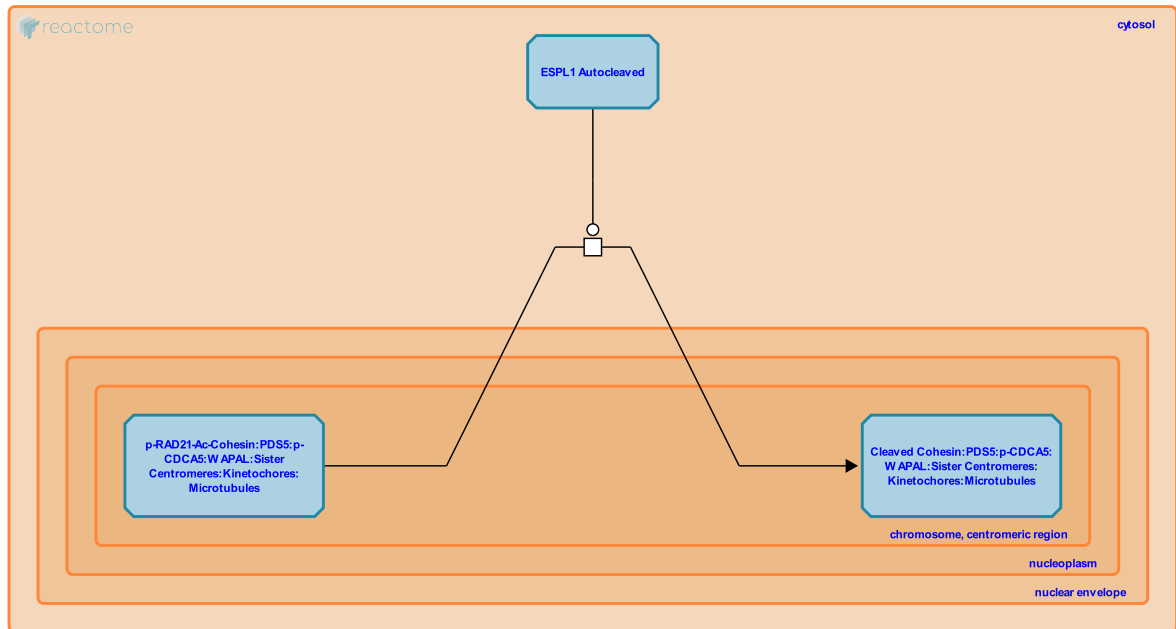 reactome
cytosol
ESPL1 Autocleaved
p-RAD21-Ac-Cohesin:PDS5:p-
CDCA5:WAPAL:Sister
Centromeres:Kinetochores:
Microtubules
Cleaved Cohesin:PDS5:p-CDCA5:
WAPAL:Sister Centromeres:
Kinetochores:Microtubules
chromosome, centromeric region
nucleoplasm
nuclear envelope